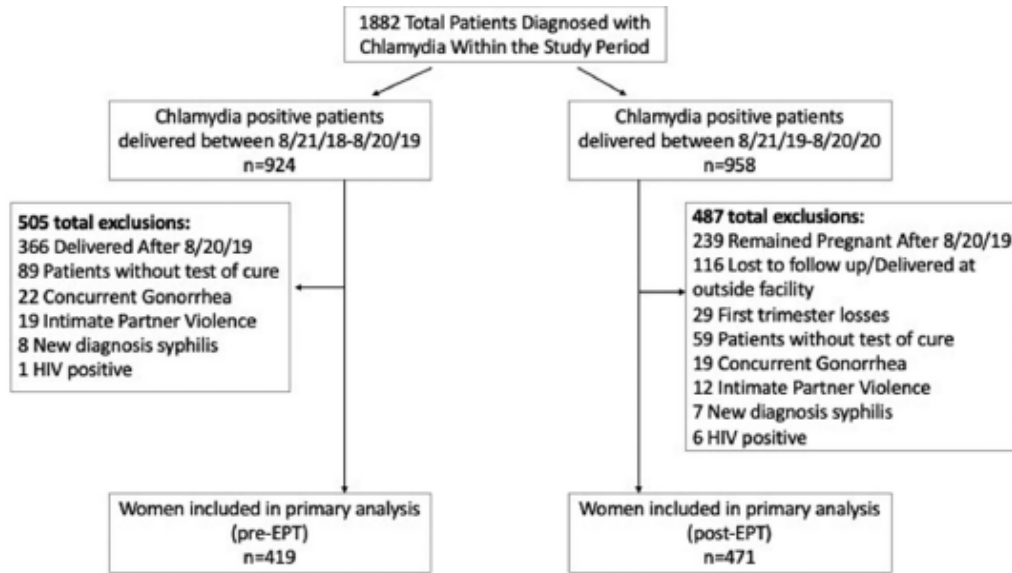 1882 Total Patients Diagnosed with
Chlamydia Within the Study Period
Chlamydia positive patients
delivered between 8/21/18-8/20/19
n=924
Chlamydia positive patients
delivered between 8/21/19-8/20/20
n=958
505 total exclusions:
366 Delivered After 8/20/19
89 Patients without test of cure
22 Concurrent Gonorrhea
19 Intimate Partner Violence
8 New diagnosis syphilis
1 HIV positive
487 total exclusions:
239 Remained Pregnant After 8/20/19
116 Lost to follow up/Delivered at
outside facility
29 First trimester losses
59 Patients without test of cure
19 Concurrent Gonorrhea
12 Intimate Partner Violence
7 New diagnosis syphilis
6 HIV positive
Women included in primary analysis
(pre-EPT)
n=419
Women included in primary analysis
(post-EPT)
n=471